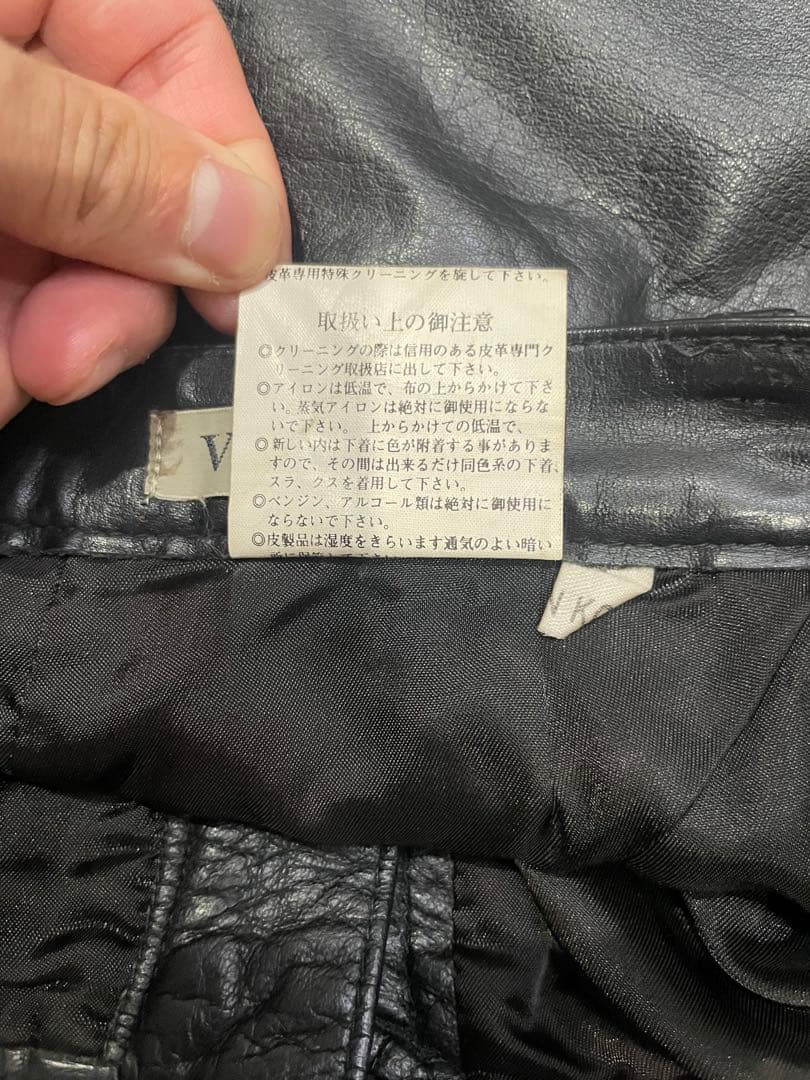 皮革専用特殊クリーニングを施して下さい。
取扱い上の御注意
◎クリーニングの際は信用のある皮革専門ク
リーニング取扱店に出して下さい。
◎アイロンは低温で、布の上からかけて下さ
い。蒸気アイロンは絶対に御使用にならな
いで下さい。 上からかけての低温で、
◎新しい内は下着に色が附着する事がありま
すので、その間は出来るだけ同色系の下着、
スラ、クスを着用して下さい。
◎ベンジン、アルコール類は絶対に御使用に
ならないで下さい。
◎皮製品は湿度をきらいます通気のよい暗い
V